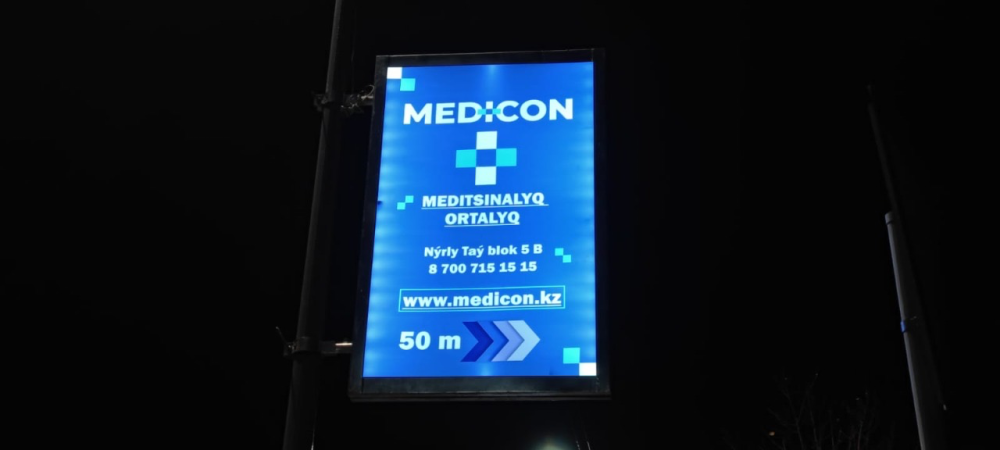 MEDICON
MEDITSINALYQ
ORTALYQ
Nýrly Taý blok 5 B
8 700 715 15 15
www.medicon.kz
50 m